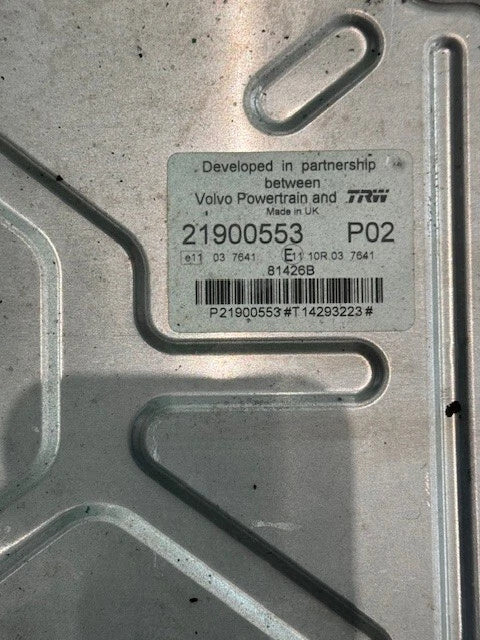 Developed in partnership
between
Volvo Powertrain and TRW
Made in UK
21900553 P02
e11 03 7641 E11 10R 03 7641
81426B
P21900553#T14293223#